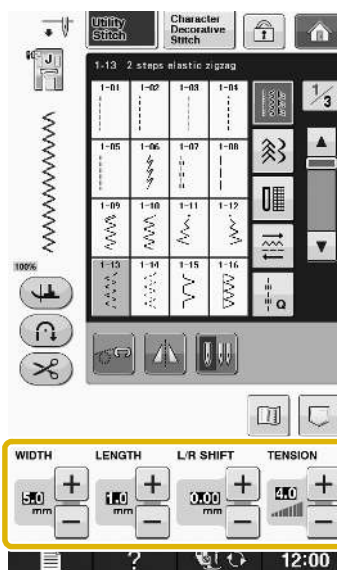 Utility Stitch
Character Decorative Stitch
J
1-13 2 steps elastic zigzag
1/3
1-01 1-02 1-03 1-04
1-05 1-06 1-07 1-08
1-09 1-10 1-11 1-12
1-13 1-14 1-15 1-16
Q
100%
WIDTH LENGTH L/R SHIFT TENSION
5.0 mm 1.0 mm 0.00 mm 4.0
+ + + +
− − − −
? 12:00